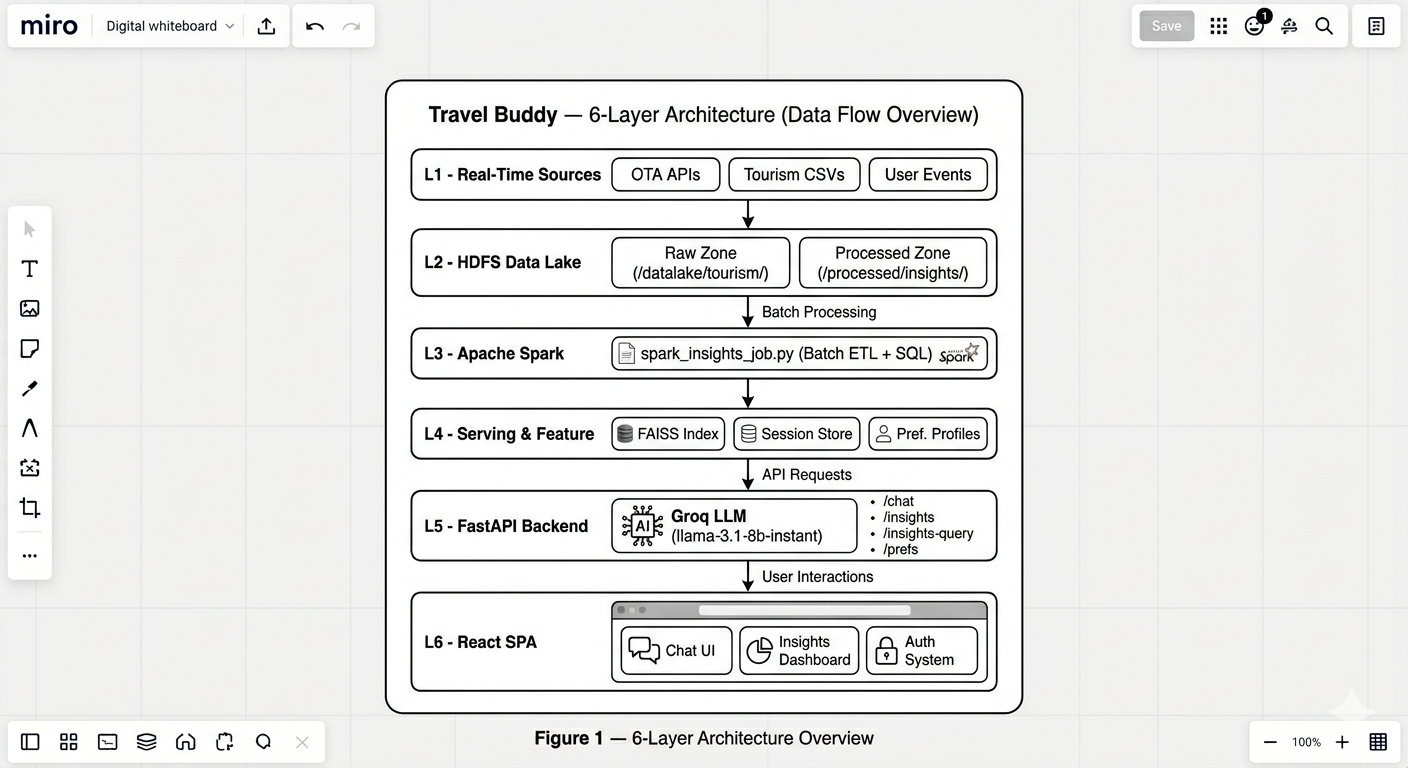 miro
Digital whiteboard
Save
1
Travel Buddy — 6-Layer Architecture (Data Flow Overview)
L1 - Real-Time Sources
OTA APIs
Tourism CSVs
User Events
L2 - HDFS Data Lake
Raw Zone
(/datalake/tourism/)
Processed Zone
(/processed/insights/)
Batch Processing
L3 - Apache Spark
spark_insights_job.py (Batch ETL + SQL)
Spark
L4 - Serving & Feature
FAISS Index
Session Store
Pref. Profiles
API Requests
L5 - FastAPI Backend
AI
Groq LLM
(llama-3.1-8b-instant)
• /chat
• /insights
• /insights-query
• /prefs
User Interactions
L6 - React SPA
Chat UI
Insights
Dashboard
Auth
System
Figure 1 — 6-Layer Architecture Overview
100%